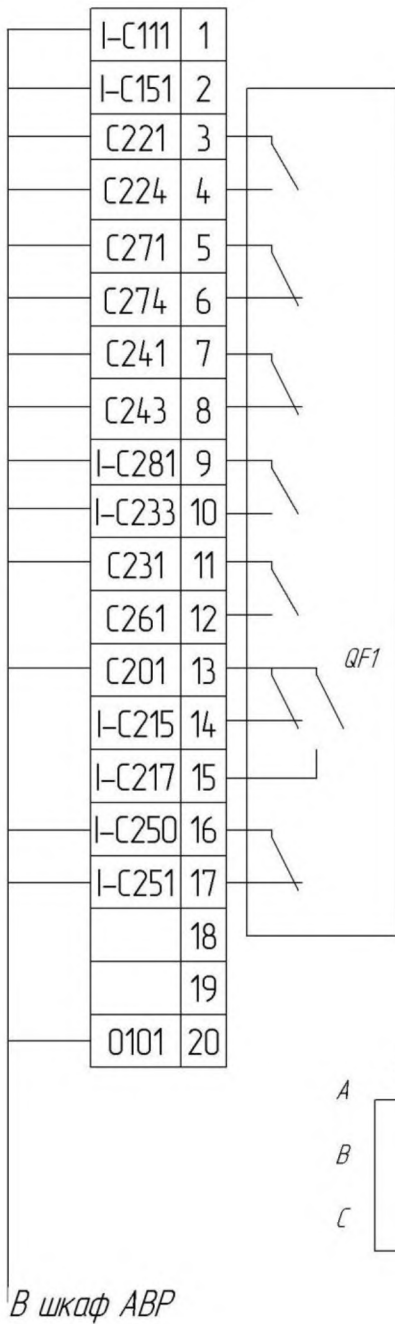 I-C111 1
I-C151 2
C221 3
C224 4
C271 5
C274 6
C241 7
C243 8
I-C281 9
I-C233 10
C231 11
C261 12
C201 13
QF1
I-C215 14
I-C217 15
I-C250 16
I-C251 17
18
19
0101 20
A
B
C
В шкаф АВР